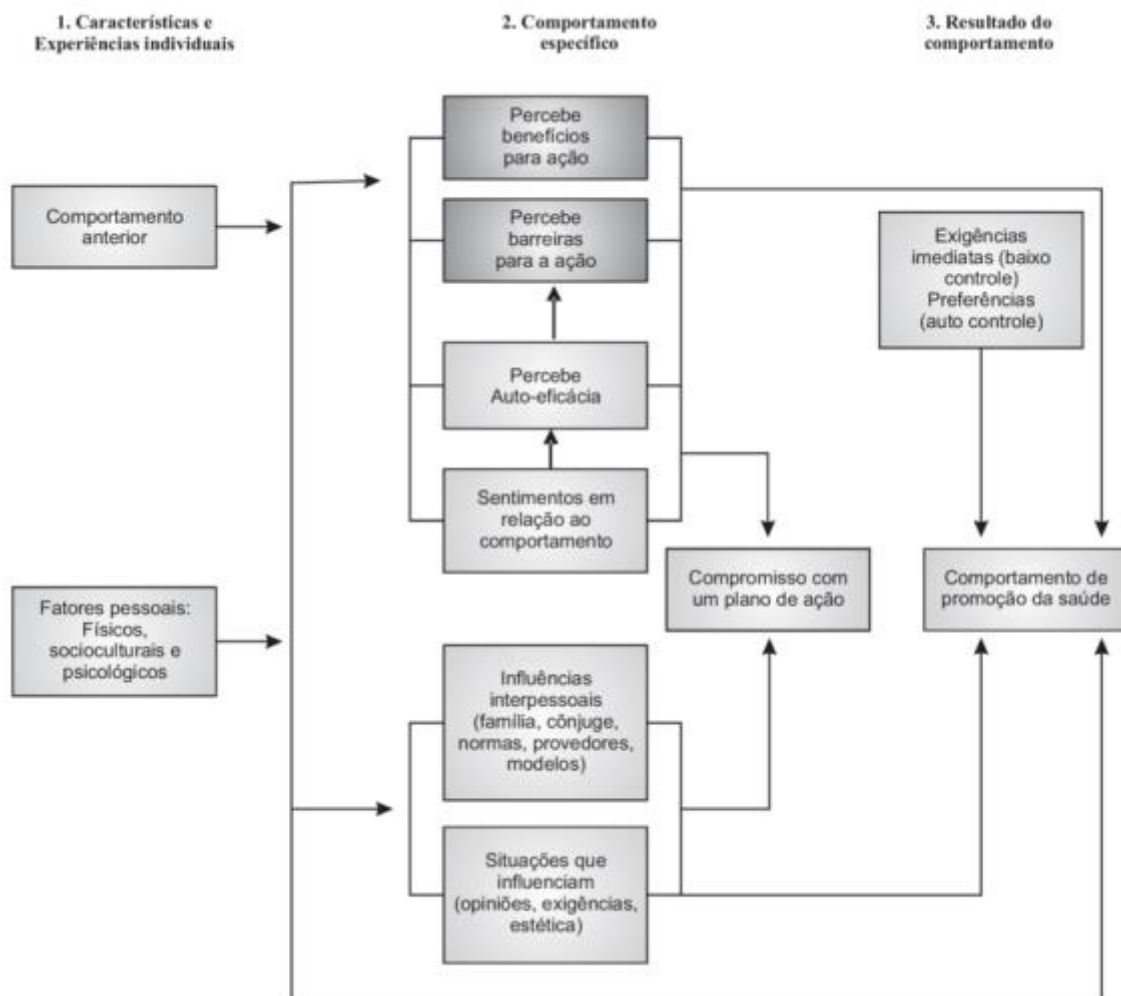 1. Características e
Experiências individuais
2. Comportamento
específico
3. Resultado do
comportamento
Percebe
benefícios
para ação
Comportamento
anterior
Percebe
barreiras
para a ação
Exigências
imediatas (baixo
controle)
Preferências
(auto controle)
Percebe
Auto-eficácia
Sentimentos em
relação ao
comportamento
Compromisso com
um plano de ação
Comportamento de
promoção da saúde
Fatores pessoais:
Físicos,
socioculturais e
psicológicos
Influências
interpessoais
(família, cônjuge,
normas, provedores,
modelos)
Situações que
influenciam
(opiniões, exigências,
estética)